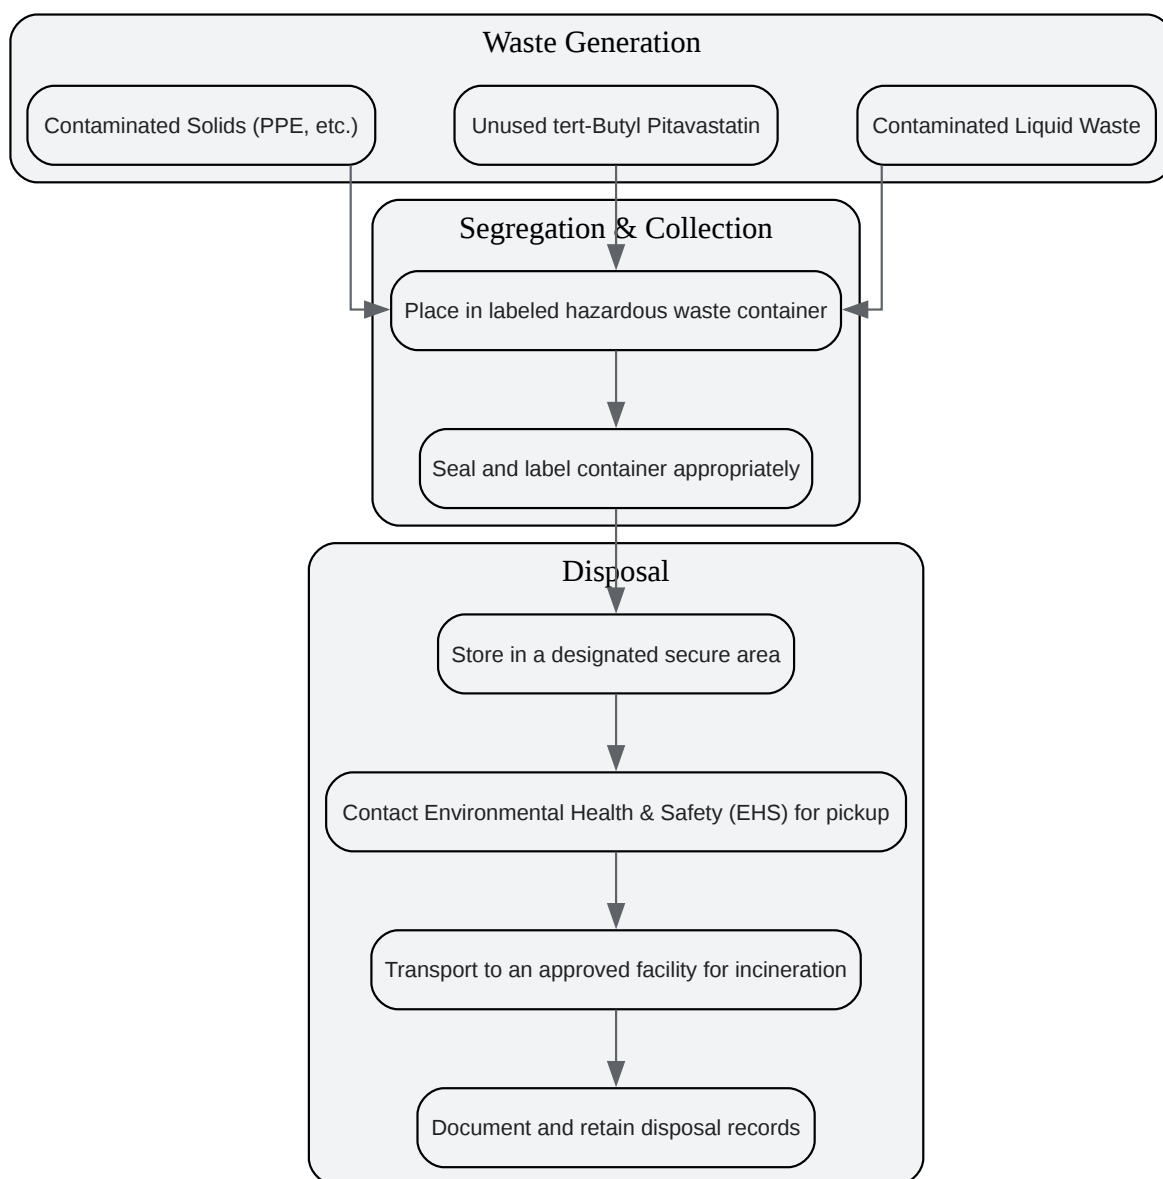 Waste Generation
Contaminated Solids (PPE, etc.)
Unused tert-Butyl Pitavastatin
Contaminated Liquid Waste
Segregation & Collection
Place in labeled hazardous waste container
Seal and label container appropriately
Disposal
Store in a designated secure area
Contact Environmental Health & Safety (EHS) for pickup
Transport to an approved facility for incineration
Document and retain disposal records